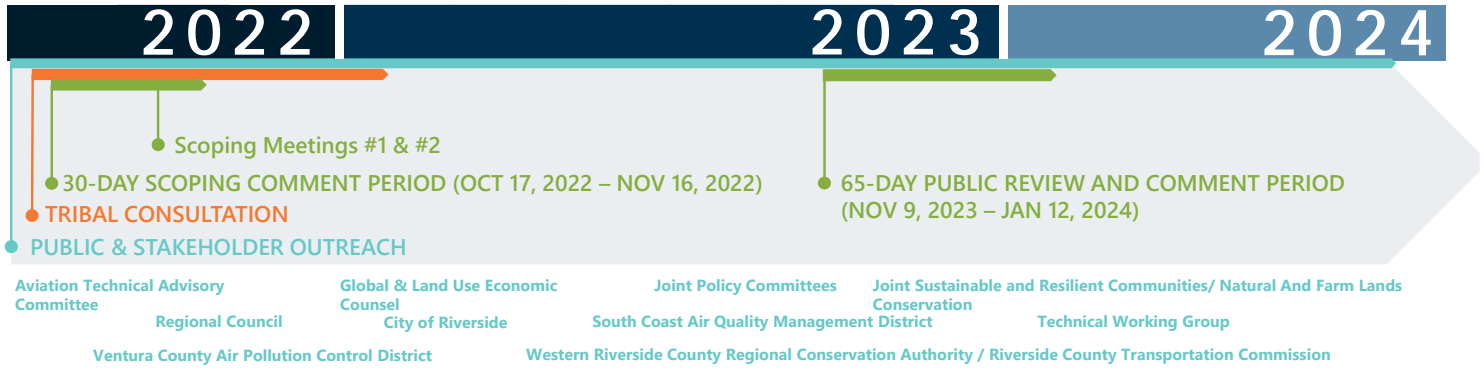 2022
2023
2024
Scoping Meetings #1 & #2
30-DAY SCOPING COMMENT PERIOD (OCT 17, 2022 – NOV 16, 2022)
65-DAY PUBLIC REVIEW AND COMMENT PERIOD
(NOV 9, 2023 – JAN 12, 2024)
TRIBAL CONSULTATION
PUBLIC & STAKEHOLDER OUTREACH
Aviation Technical Advisory
Committee
Global & Land Use Economic
Counsel
Joint Policy Committees
Joint Sustainable and Resilient Communities/ Natural And Farm Lands
Conservation
Regional Council
City of Riverside
South Coast Air Quality Management District
Technical Working Group
Ventura County Air Pollution Control District
Western Riverside County Regional Conservation Authority / Riverside County Transportation Commission